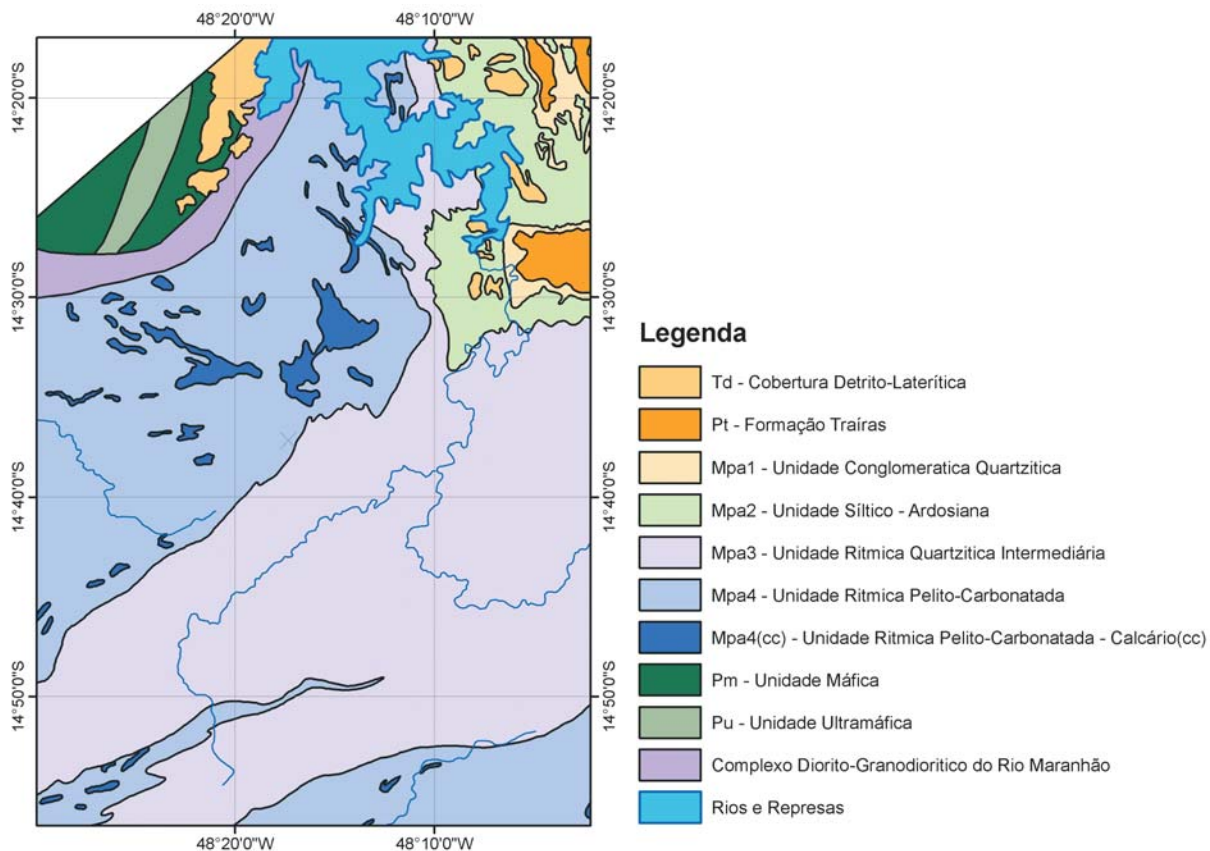 48°20'0"W
48°10'0"W
14°20'0"S
14°20'0"S
14°30'0"S
14°30'0"S
14°40'0"S
14°40'0"S
14°50'0"S
14°50'0"S
48°20'0"W
48°10'0"W
Legenda
Td - Cobertura Detrito-Laterítica
Pt - Formação Traíras
Mpa1 - Unidade Conglomeratica Quartzitica
Mpa2 - Unidade Síltico - Ardosiana
Mpa3 - Unidade Ritmica Quartzitica Intermediária
Mpa4 - Unidade Ritmica Pelito-Carbonatada
Mpa4(cc) - Unidade Ritmica Pelito-Carbonatada - Calcário(cc)
Pm - Unidade Máfica
Pu - Unidade Ultramáfica
Complexo Diorito-Granodioritico do Rio Maranhão
Rios e Represas